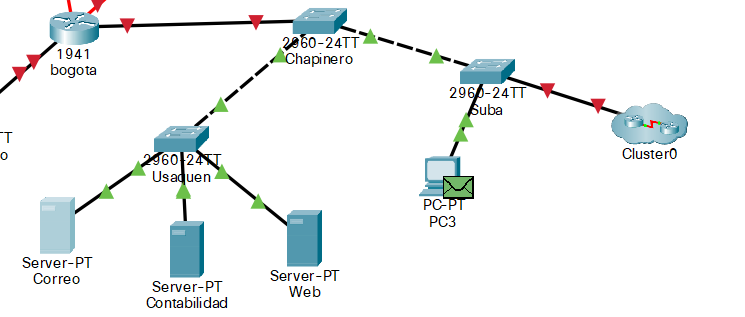 1941
bogota
2960-24TT
Chapinero
2960-24TT
Suba
Cluster0
TT
o
2960-24TT
Usaquen
PC-PT
PC3
Server-PT
Correo
Server-PT
Contabilidad
Server-PT
Web